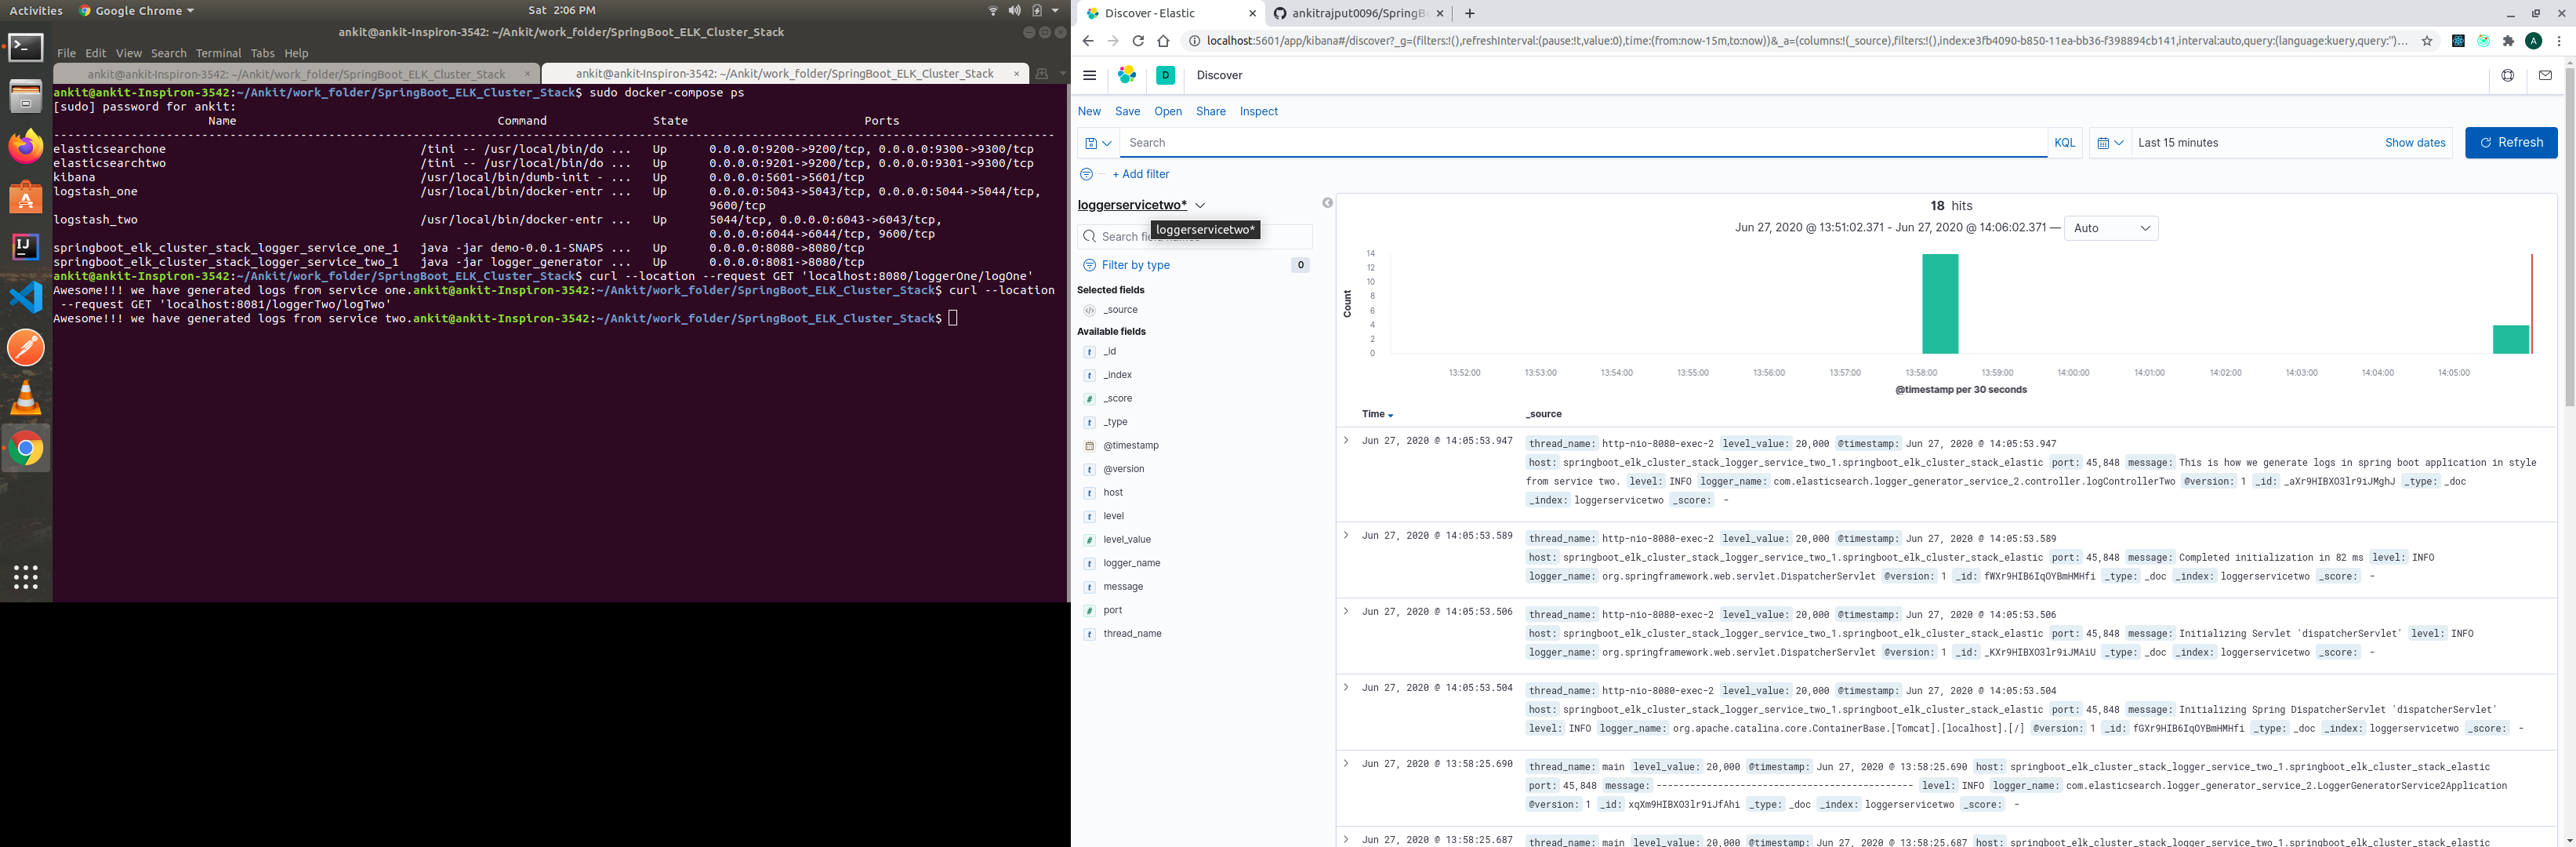 Activities Google Chrome Sat 2:06 PM
ankit@ankit-Inspiron-3542: ~/Ankit/work_folder/SpringBoot_ELK_Cluster_Stack
File Edit View Search Terminal Tabs Help
ankit@ankit-Inspiron-3542: ~/Ankit/work_folder/SpringBoot_ELK_Cluster_Stack × ankit@ankit-Inspiron-3542: ~/Ankit/work_folder/SpringBoot_ELK_Cluster_Stack ×
ankit@ankit-Inspiron-3542:~/Ankit/work_folder/SpringBoot_ELK_Cluster_Stack$ sudo docker-compose ps
[sudo] password for ankit:
Name Command State Ports
elasticsearchone /tini -- /usr/local/bin/do ... Up 0.0.0.0:9200->9200/tcp, 0.0.0.0:9300->9300/tcp
elasticsearchtwo /tini -- /usr/local/bin/do ... Up 0.0.0.0:9201->9200/tcp, 0.0.0.0:9301->9300/tcp
kibana /usr/local/bin/dumb-init - ... Up 0.0.0.0:5601->5601/tcp
logstash_one /usr/local/bin/docker-entr ... Up 0.0.0.0:5043->5043/tcp, 0.0.0.0:5044->5044/tcp,
9600/tcp
logstash_two /usr/local/bin/docker-entr ... Up 5044/tcp, 0.0.0.0:6043->6043/tcp,
0.0.0.0:6044->6044/tcp, 9600/tcp
springboot_elk_cluster_stack_logger_service_one_1 java -jar demo-0.0.1-SNAPS ... Up 0.0.0.0:8080->8080/tcp
springboot_elk_cluster_stack_logger_service_two_1 java -jar logger_generator ... Up 0.0.0.0:8081->8080/tcp
ankit@ankit-Inspiron-3542:~/Ankit/work_folder/SpringBoot_ELK_Cluster_Stack$ curl --location --request GET 'localhost:8080/loggerOne/logOne'
Awesome!!! we have generated logs from service one.ankit@ankit-Inspiron-3542:~/Ankit/work_folder/SpringBoot_ELK_Cluster_Stack$ curl --location
--request GET 'localhost:8081/loggerTwo/logTwo'
Awesome!!! we have generated logs from service two.ankit@ankit-Inspiron-3542:~/Ankit/work_folder/SpringBoot_ELK_Cluster_Stack$
Discover - Elastic × ankitrajput0096/SpringB × +
localhost:5601/app/kibana#/discover?_g=(filters:!(),refreshInterval:(pause:!t,value:0),time:(from:now-15m,to:now))&_a=(columns:!(_source),filters:!(),index:e3fb4090-b850-11ea-bb36-f398894cb141,interval:auto,query:(language:kuery,query:'')... A
D Discover
New Save Open Share Inspect
Search KQL Last 15 minutes Show dates Refresh
+ Add filter
loggerservicetwo*
loggerservicetwo*
Search field names
Filter by type 0
Selected fields
_source
Available fields
t _id
t _index
# _score
t _type
@timestamp
t @version
t host
t level
# level_value
t logger_name
t message
# port
t thread_name
18 hits
Jun 27, 2020 @ 13:51:02.371 - Jun 27, 2020 @ 14:06:02.371 — Auto
Count
14
12
10
8
6
4
2
0
13:52:00 13:53:00 13:54:00 13:55:00 13:56:00 13:57:00 13:58:00 13:59:00 14:00:00 14:01:00 14:02:00 14:03:00 14:04:00 14:05:00
@timestamp per 30 seconds
Time _source
Jun 27, 2020 @ 14:05:53.947 thread_name: http-nio-8080-exec-2 level_value: 20,000 @timestamp: Jun 27, 2020 @ 14:05:53.947
host: springboot_elk_cluster_stack_logger_service_two_1.springboot_elk_cluster_stack_elastic port: 45,848 message: This is how we generate logs in spring boot application in style
from service two. level: INFO logger_name: com.elasticsearch.logger_generator_service_2.controller.logControllerTwo @version: 1 _id: _aXr9HIBXO3lr9iJMghJ _type: _doc
_index: loggerservicetwo _score: -
Jun 27, 2020 @ 14:05:53.589 thread_name: http-nio-8080-exec-2 level_value: 20,000 @timestamp: Jun 27, 2020 @ 14:05:53.589
host: springboot_elk_cluster_stack_logger_service_two_1.springboot_elk_cluster_stack_elastic port: 45,848 message: Completed initialization in 82 ms level: INFO
logger_name: org.springframework.web.servlet.DispatcherServlet @version: 1 _id: fWXr9HIB6IqOYBmHMHfi _type: _doc _index: loggerservicetwo _score: -
Jun 27, 2020 @ 14:05:53.506 thread_name: http-nio-8080-exec-2 level_value: 20,000 @timestamp: Jun 27, 2020 @ 14:05:53.506
host: springboot_elk_cluster_stack_logger_service_two_1.springboot_elk_cluster_stack_elastic port: 45,848 message: Initializing Servlet 'dispatcherServlet' level: INFO
logger_name: org.springframework.web.servlet.DispatcherServlet @version: 1 _id: _KXr9HIBXO3lr9iJMAiU _type: _doc _index: loggerservicetwo _score: -
Jun 27, 2020 @ 14:05:53.504 thread_name: http-nio-8080-exec-2 level_value: 20,000 @timestamp: Jun 27, 2020 @ 14:05:53.504
host: springboot_elk_cluster_stack_logger_service_two_1.springboot_elk_cluster_stack_elastic port: 45,848 message: Initializing Spring DispatcherServlet 'dispatcherServlet'
level: INFO logger_name: org.apache.catalina.core.ContainerBase.[Tomcat].[localhost].[/] @version: 1 _id: fGXr9HIB6IqOYBmHMHfi _type: _doc _index: loggerservicetwo _score: -
Jun 27, 2020 @ 13:58:25.690 thread_name: main level_value: 20,000 @timestamp: Jun 27, 2020 @ 13:58:25.690 host: springboot_elk_cluster_stack_logger_service_two_1.springboot_elk_cluster_stack_elastic
port: 45,848 message: ---------------------------------------------- level: INFO logger_name: com.elasticsearch.logger_generator_service_2.LoggerGeneratorService2Application
@version: 1 _id: xqXm9HIBXO3lr9iJfAhi _type: _doc _index: loggerservicetwo _score: -
Jun 27, 2020 @ 13:58:25.687 thread_name: main level_value: 20,000 @timestamp: Jun 27, 2020 @ 13:58:25.687 host: springboot_elk_cluster_stack_logger_service_two_1.springboot_elk_cluster_stack_elastic